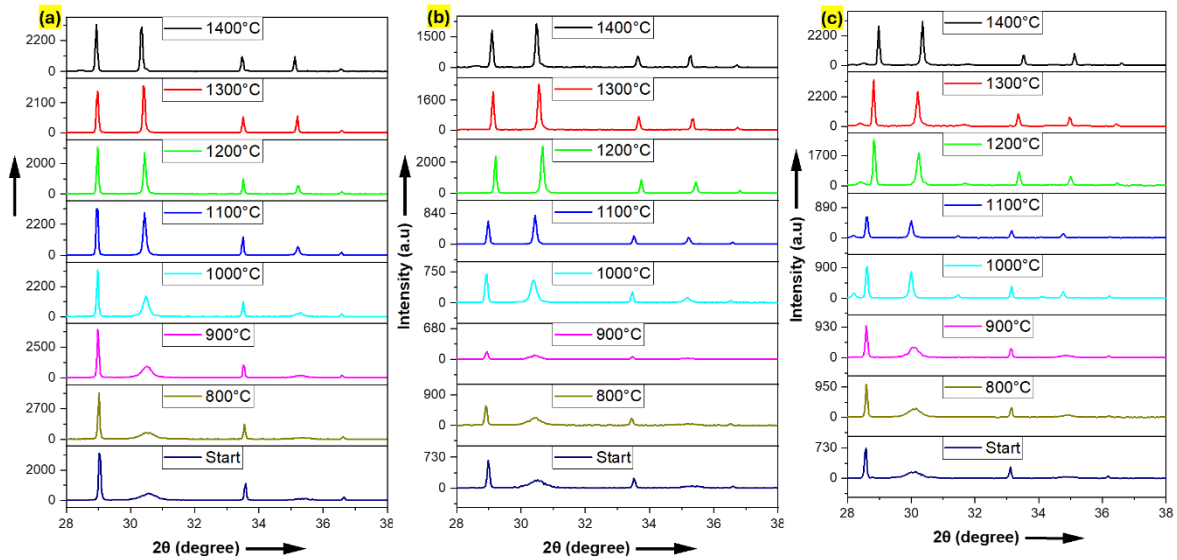 (a)
1400°C
2200
0
1300°C
2100
0
1200°C
2000
0
1100°C
2200
0
1000°C
2200
0
900°C
2500
0
800°C
2700
0
Start
2000
0
28 30 32 34 36 38
2θ (degree)
(b)
Intensity (a.u)
1400°C
1500
0
1300°C
1600
0
1200°C
2000
0
1100°C
840
0
1000°C
750
0
900°C
680
0
800°C
900
0
Start
730
0
28 30 32 34 36 38
2θ (degree)
(c)
Intensity (a.u)
1400°C
2200
0
1300°C
2200
0
1200°C
1700
0
1100°C
890
0
1000°C
900
0
900°C
930
0
800°C
950
0
Start
730
0
28 30 32 34 36 38
2θ (degree)